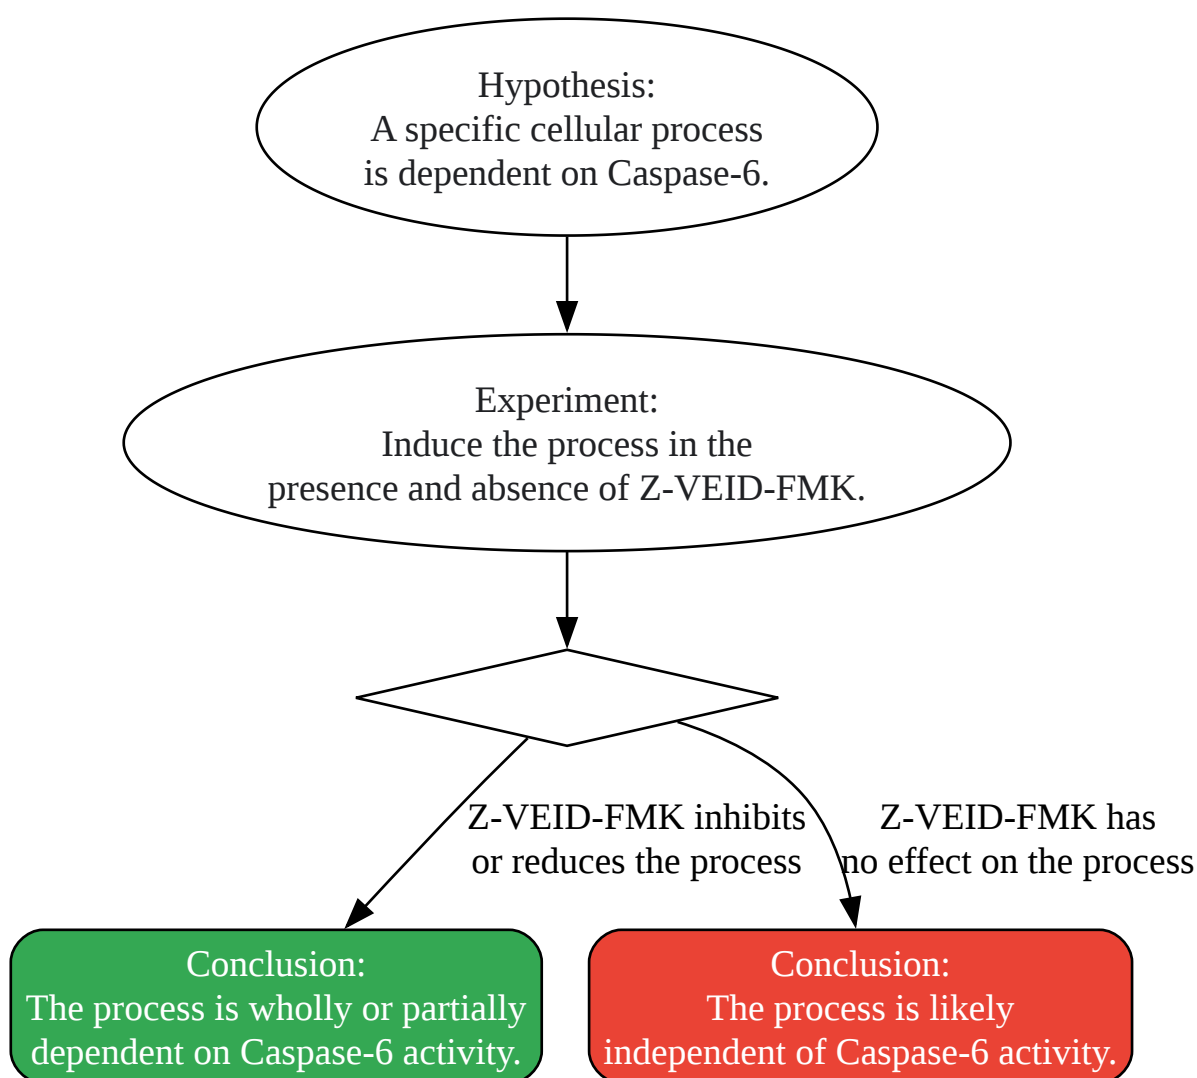 Hypothesis:
A specific cellular process
is dependent on Caspase-6.
Experiment:
Induce the process in the
presence and absence of Z-VEID-FMK.
Z-VEID-FMK inhibits
or reduces the process
Z-VEID-FMK has
no effect on the process
Conclusion:
The process is wholly or partially
dependent on Caspase-6 activity.
Conclusion:
The process is likely
independent of Caspase-6 activity.